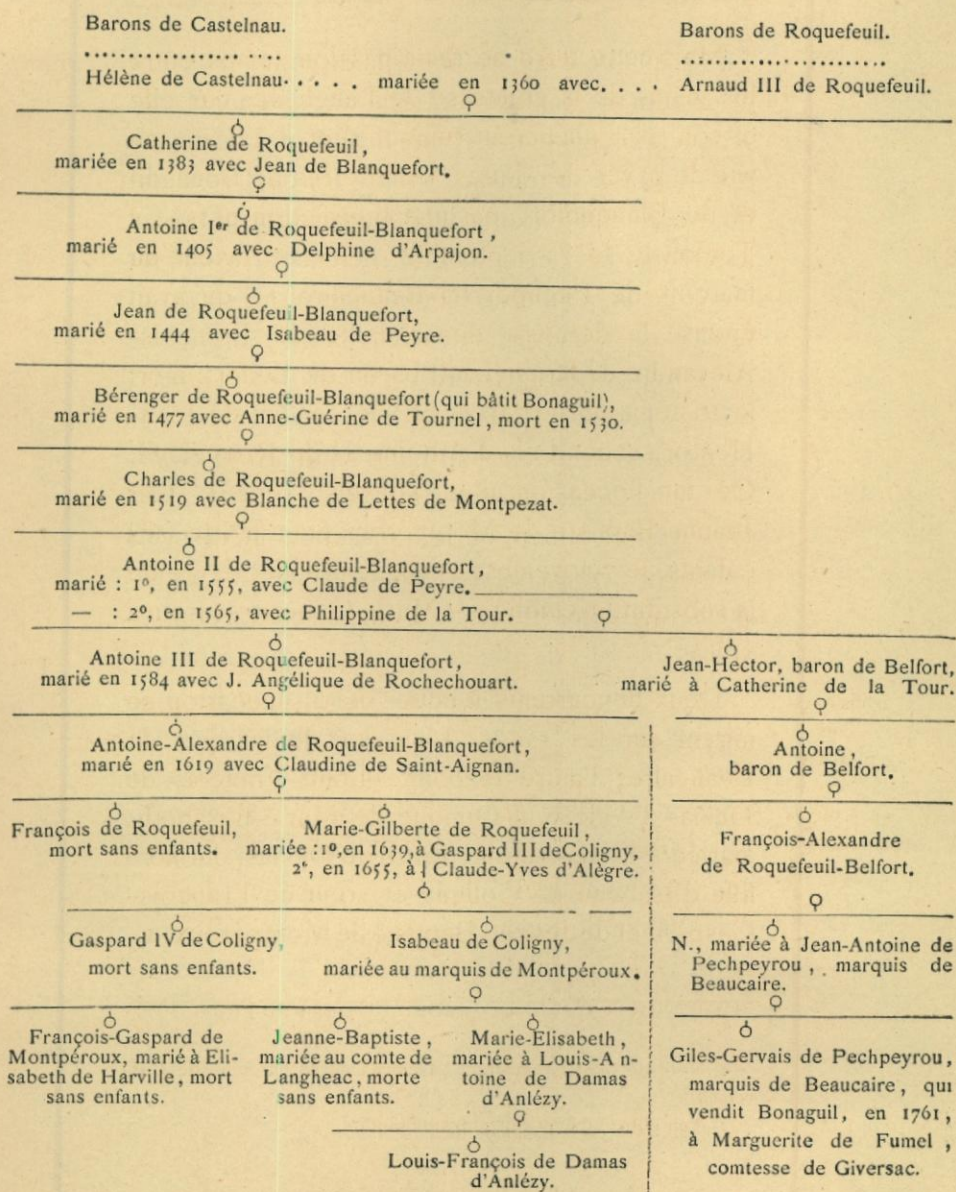 Barons de Castelnau.
Barons de Roquefeuil.
Hélène de Castelnau. . . . . mariée en 1360 avec. . . . Arnaud III de Roquefeuil.
Catherine de Roquefeuil,
mariée en 1383 avec Jean de Blanquefort.
Antoine Ier de Roquefeuil-Blanquefort,
marié en 1405 avec Delphine d'Arpajon.
Jean de Roquefeuil-Blanquefort,
marié en 1444 avec Isabeau de Peyre.
Bérenger de Roquefeuil-Blanquefort (qui bâtit Bonaguil),
marié en 1477 avec Anne-Guérine de Tournel, mort en 1530.
Charles de Roquefeuil-Blanquefort,
marié en 1519 avec Blanche de Lettes de Montpezat.
Antoine II de Roquefeuil-Blanquefort,
marié : 1º, en 1555, avec Claude de Peyre.
— : 2º, en 1565, avec Philippine de la Tour.
Antoine III de Roquefeuil-Blanquefort,
marié en 1584 avec J. Angélique de Rochechouart.
Antoine-Alexandre de Roquefeuil-Blanquefort,
marié en 1619 avec Claudine de Saint-Aignan.
François de Roquefeuil,
mort sans enfants.
Marie-Gilberte de Roquefeuil,
mariée : 1º, en 1639, à Gaspard III de Coligny,
2º, en 1655, à Claude-Yves d'Alègre.
Gaspard IV de Coligny,
mort sans enfants.
Isabeau de Coligny,
mariée au marquis de Montpéroux.
François-Gaspard de
Montpéroux, marié à Eli-
sabeth de Harville, mort
sans enfants.
Jeanne-Baptiste,
mariée au comte de
Langheac, morte
sans enfants.
Marie-Elisabeth,
mariée à Louis-An-
toine de Damas
d'Anlézy.
Louis-François de Damas
d'Anlézy.
Jean-Hector, baron de Belfort,
marié à Catherine de la Tour.
Antoine,
baron de Belfort.
François-Alexandre
de Roquefeuil-Belfort.
N., mariée à Jean-Antoine de
Pechpeyrou, marquis de
Beaucaire.
Giles-Gervais de Pechpeyrou,
marquis de Beaucaire, qui
vendit Bonaguil, en 1761,
à Marguerite de Fumel,
comtesse de Giversac.